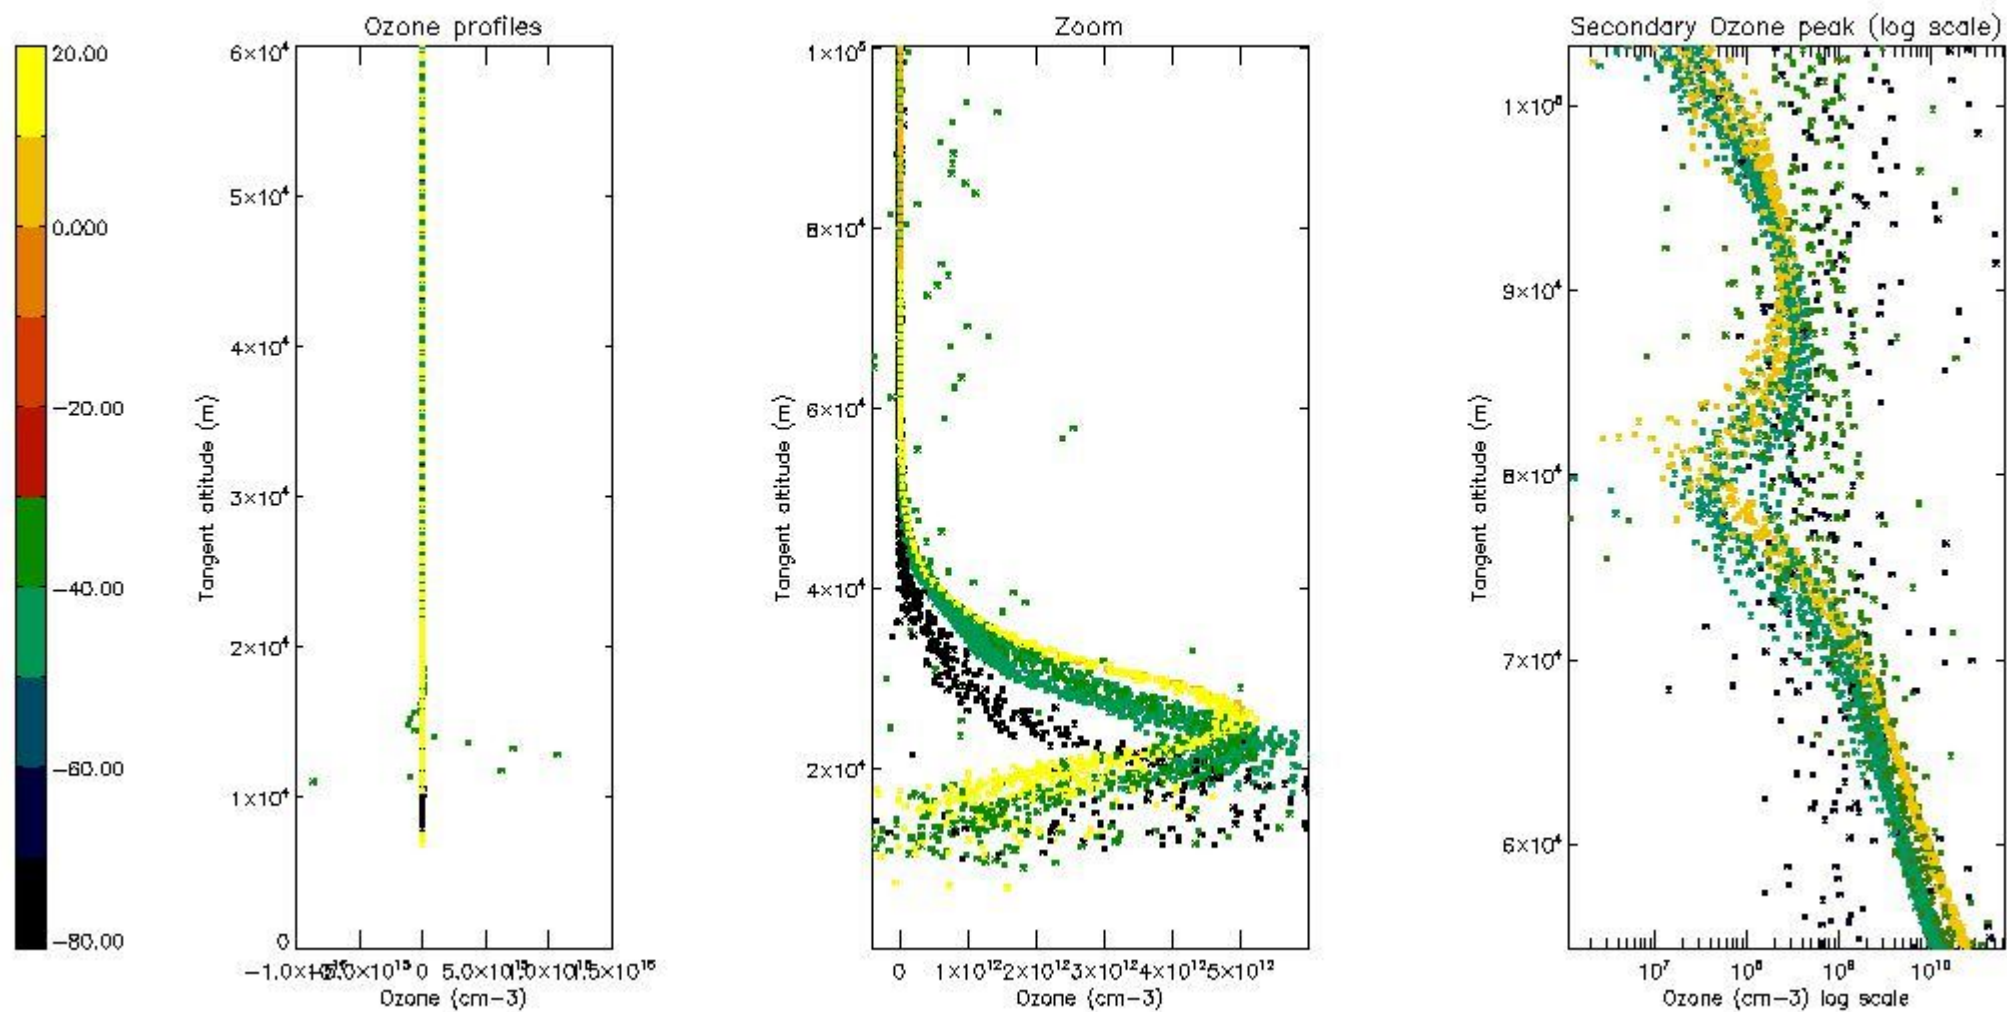 Ozone profiles
Zoom
Secondary Ozone peak (log scale)
20.00
0.000
−20.00
−40.00
−60.00
−80.00
6×10⁴
5×10⁴
4×10⁴
3×10⁴
2×10⁴
1×10⁴
0
Tangent altitude (m)
0
5.0×10¹⁵
1.5×10¹⁶
Ozone (cm−3)
1×10⁵
8×10⁴
6×10⁴
4×10⁴
2×10⁴
Tangent altitude (m)
0 1×10¹² 2×10¹² 3×10¹² 4×10¹² 5×10¹²
Ozone (cm−3)
9×10⁴
8×10⁴
7×10⁴
6×10⁴
Tangent altitude (m)
10⁷ 10⁸ 10⁹ 10¹⁰
Ozone (cm−3) log scale